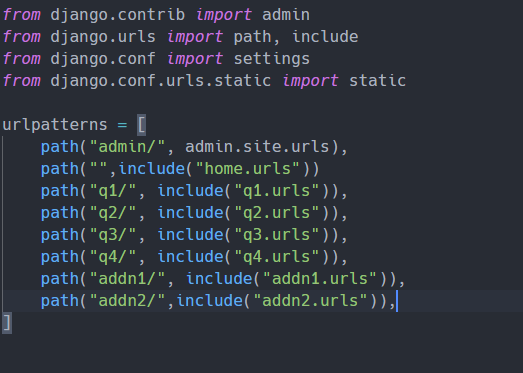 from django.contrib import admin
from django.urls import path, include
from django.conf import settings
from django.conf.urls.static import static
urlpatterns = [
    path("admin/", admin.site.urls),
    path("",include("home.urls"))
    path("q1/", include("q1.urls")),
    path("q2/", include("q2.urls")),
    path("q3/", include("q3.urls")),
    path("q4/", include("q4.urls")),
    path("addn1/", include("addn1.urls")),
    path("addn2/",include("addn2.urls")),
]